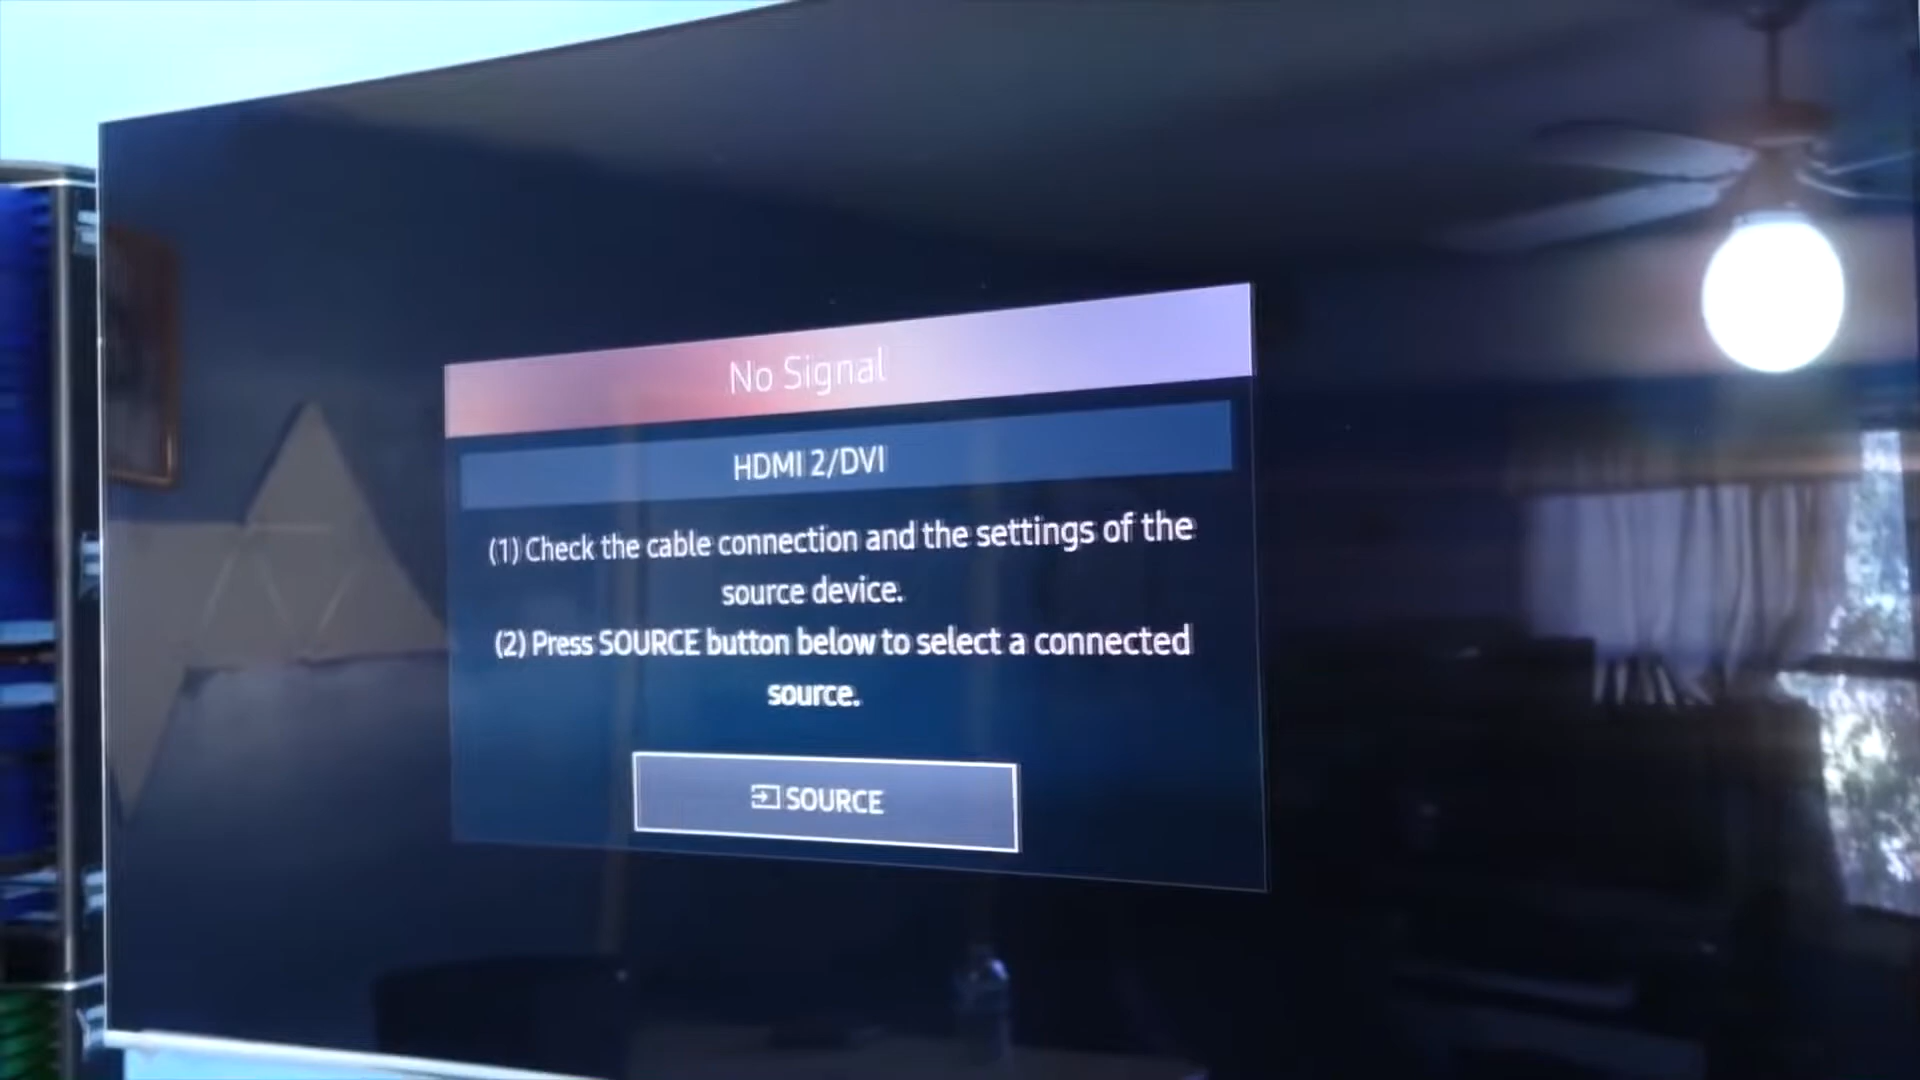 No Signal
HDMI 2/DVI
(1) Check the cable connection and the settings of the
source device.
(2) Press SOURCE button below to select a connected
source.
SOURCE